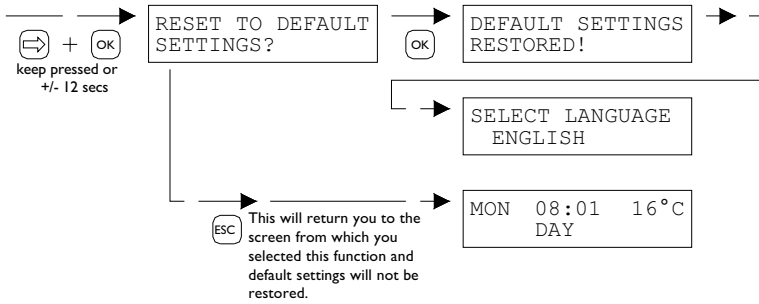 RESET TO DEFAULT
SETTINGS?
DEFAULT SETTINGS
RESTORED!
+ OK
OK
keep pressed or
+/- 12 secs
SELECT LANGUAGE
ENGLISH
MON 08:01 16°C
DAY
ESC
This will return you to the
screen from which you
selected this function and
default settings will not be
restored.